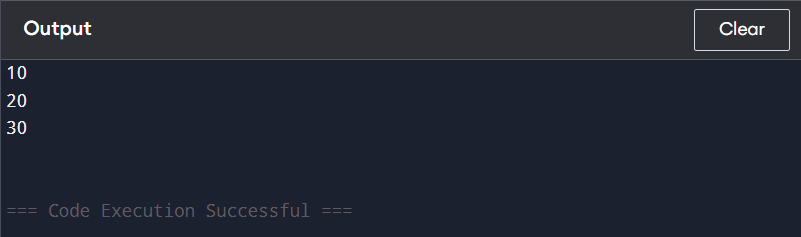 Output
Clear
10
20
30
=== Code Execution Successful ===